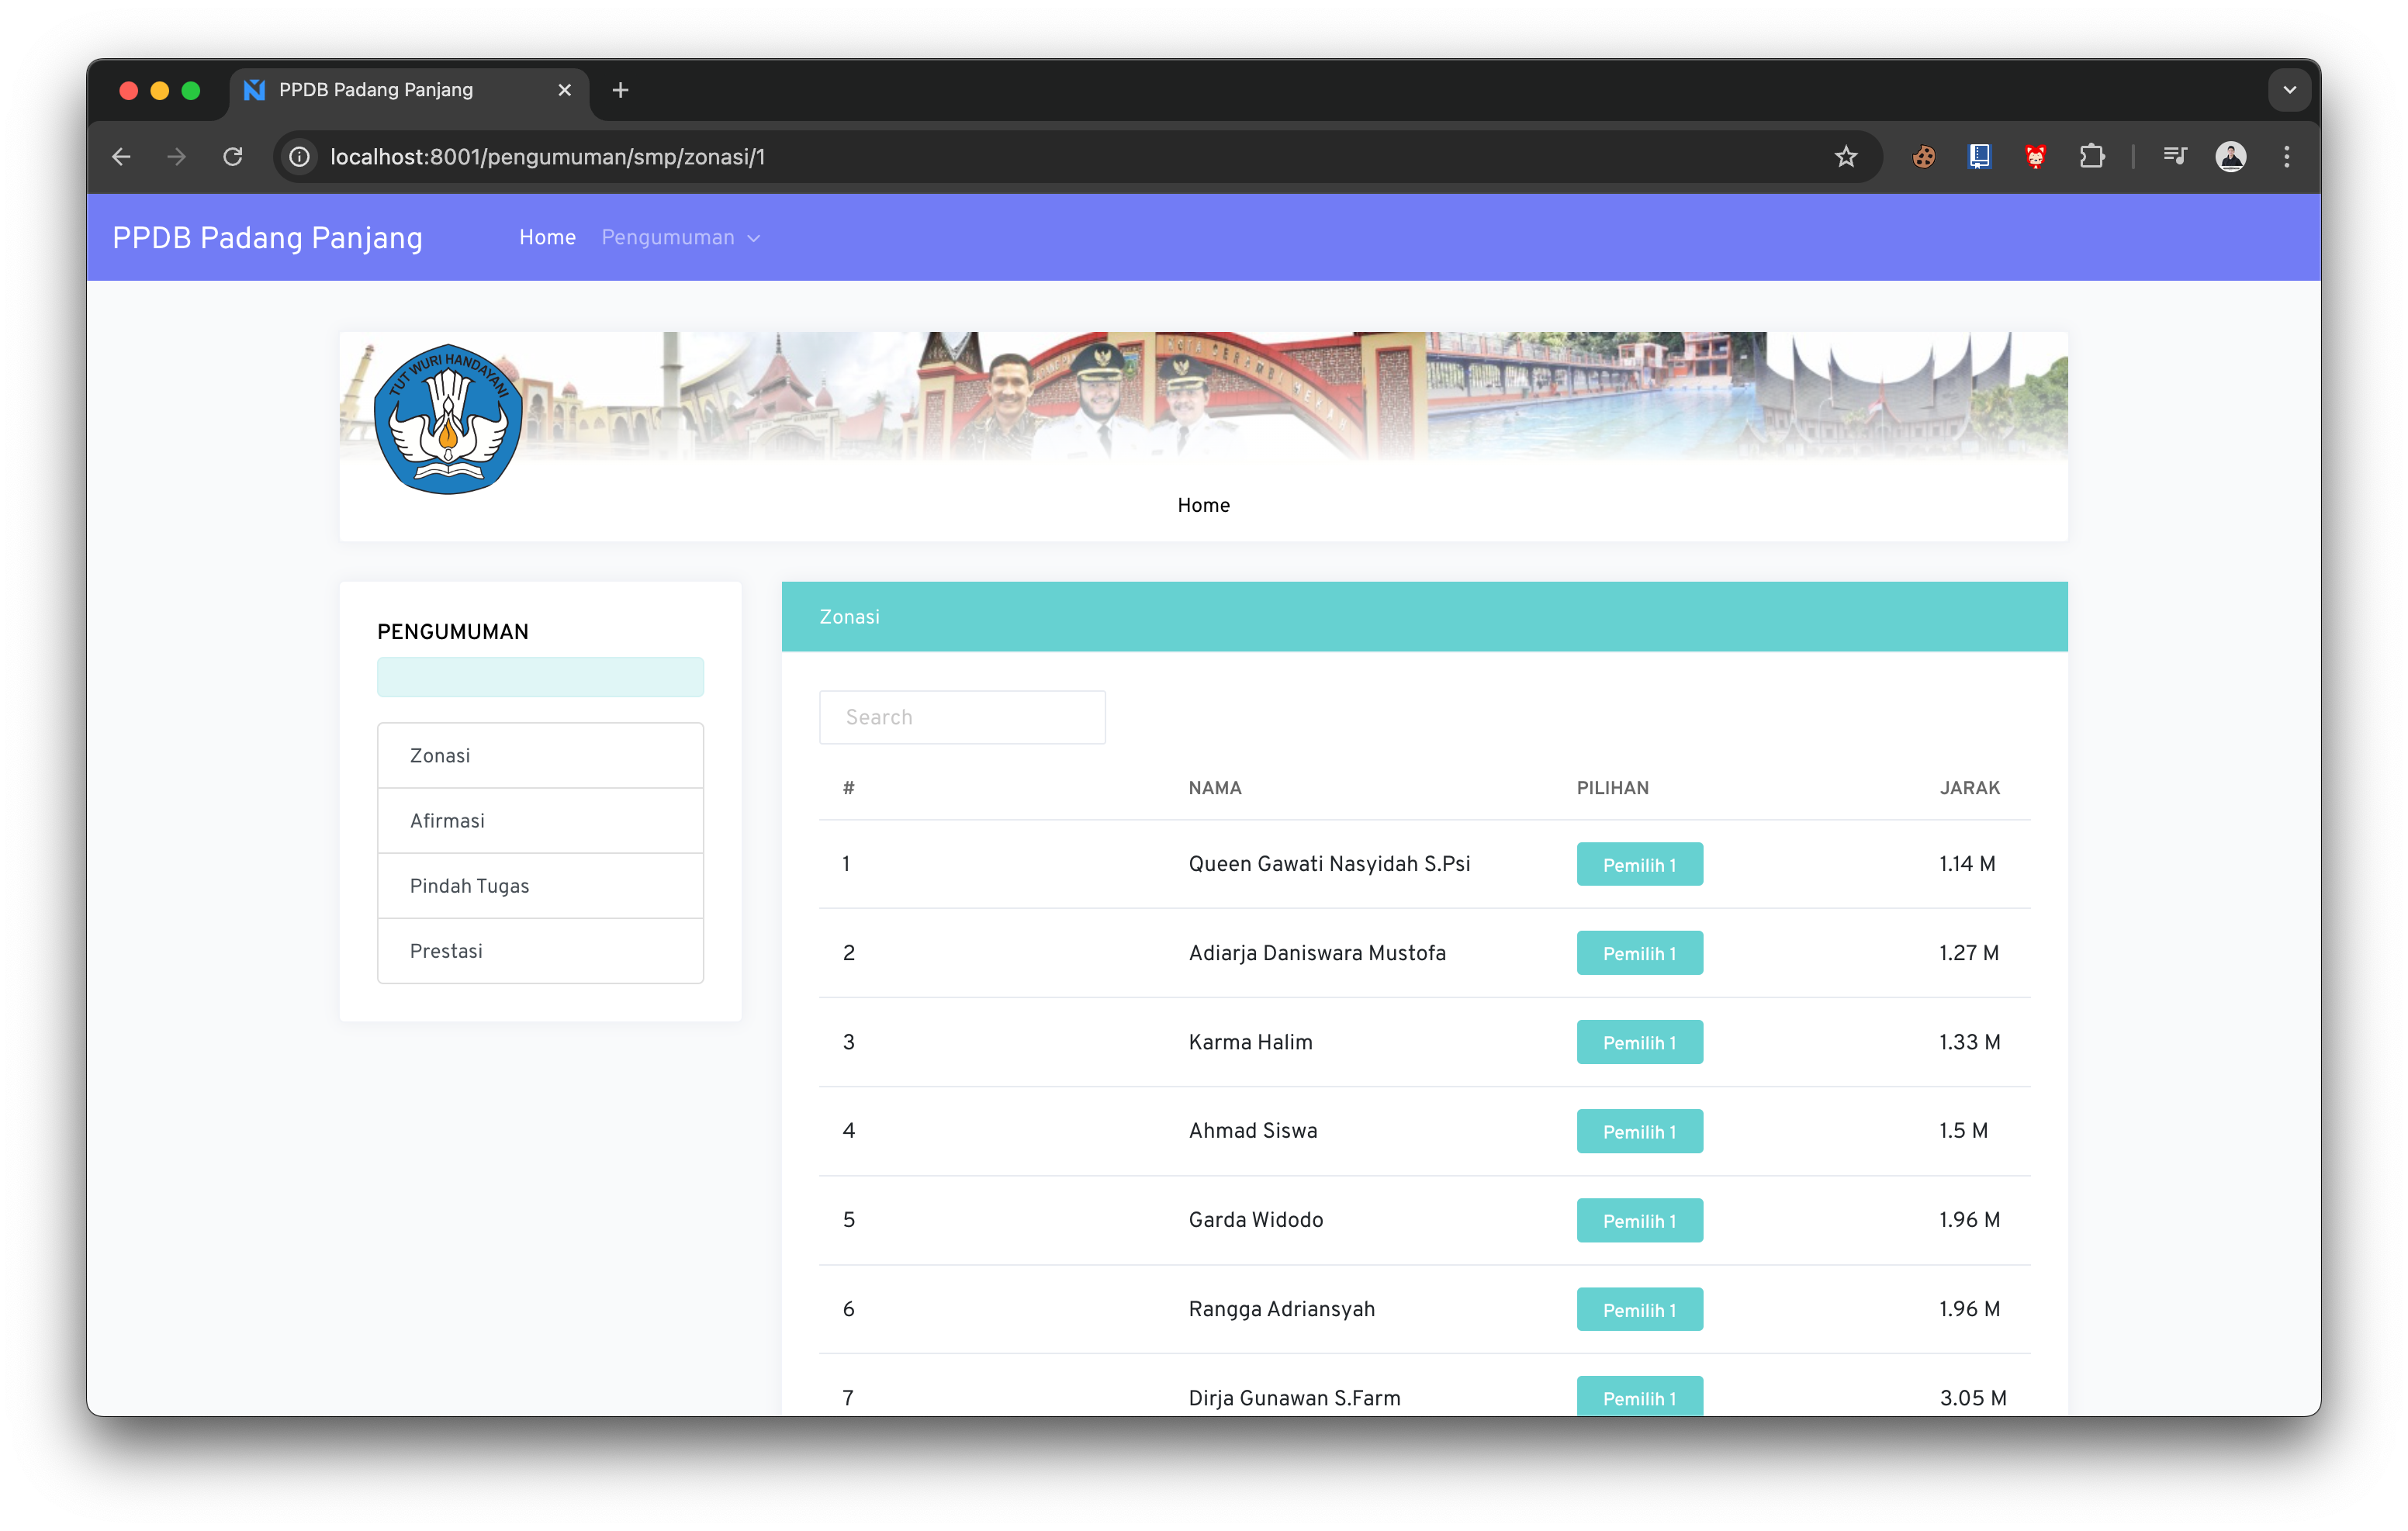 PPDB Padang Panjang
localhost:8001/pengumuman/smp/zonasi/1
PPDB Padang Panjang Home Pengumuman
TUT WURI HANDAYANI
Home
PENGUMUMAN
Zonasi
Afirmasi
Pindah Tugas
Prestasi
Zonasi
Search
# NAMA PILIHAN JARAK
1 Queen Gawati Nasyidah S.Psi Pemilih 1 1.14 M
2 Adiarja Daniswara Mustofa Pemilih 1 1.27 M
3 Karma Halim Pemilih 1 1.33 M
4 Ahmad Siswa Pemilih 1 1.5 M
5 Garda Widodo Pemilih 1 1.96 M
6 Rangga Adriansyah Pemilih 1 1.96 M
7 Dirja Gunawan S.Farm Pemilih 1 3.05 M